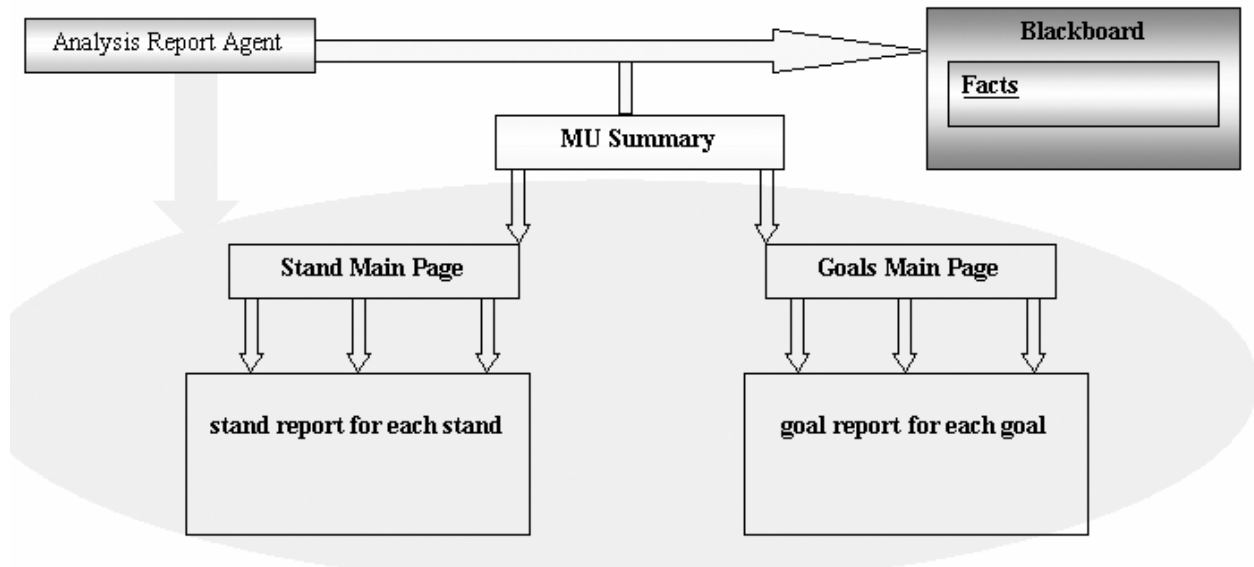 Analysis Report Agent
Blackboard
Facts
MU Summary
Stand Main Page
Goals Main Page
stand report for each stand
goal report for each goal